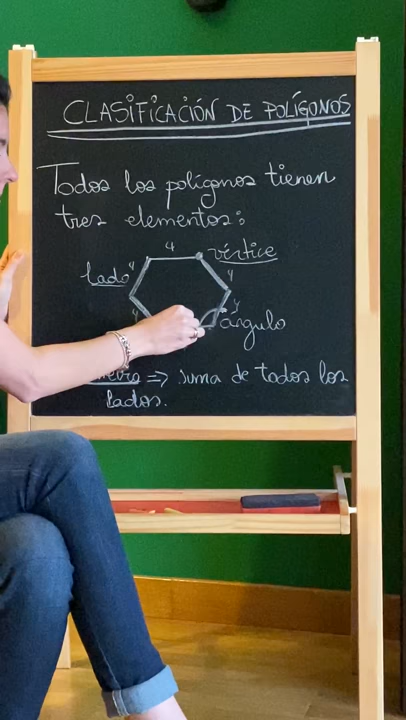 CLASIFICACIÓN DE POLÍGONOS
Todos los polígonos tienen
tres elementos:
4
vértice
lado
4
4
4
4
ángulo
=> suma de todos los
lados.